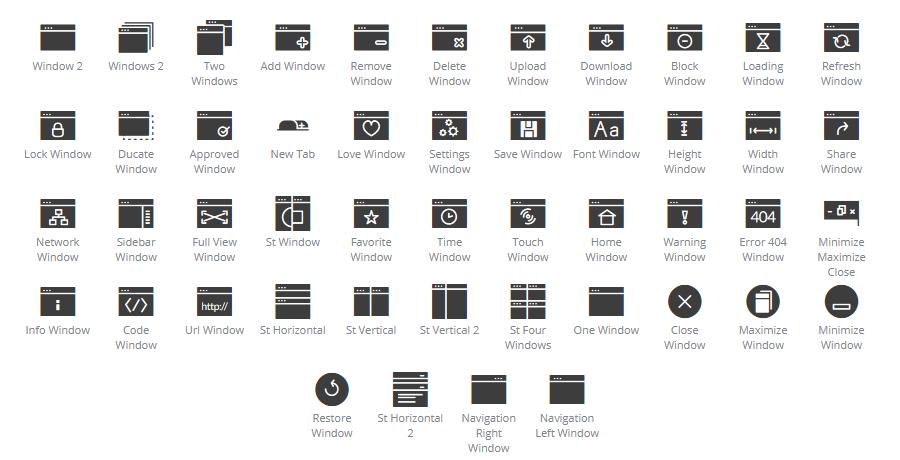 Window 2
Windows 2
Two
Windows
Add Window
Remove
Window
Delete
Window
Upload
Window
Download
Window
Block
Window
Loading
Window
Refresh
Window
Aa
Lock Window
Ducate
Window
Approved
Window
New Tab
Love Window
Settings
Window
Save Window
Font Window
Height
Window
Width
Window
Share
Window
404
Network
Window
Sidebar
Window
Full View
Window
St Window
Favorite
Window
Time
Window
Touch
Window
Home
Window
Warning
Window
Error 404
Window
Minimize
Maximize
Close
http://
Info Window
Code
Window
Url Window
St Horizontal
St Vertical
St Vertical 2
St Four
Windows
One Window
Close
Window
Maximize
Window
Minimize
Window
Restore
Window
St Horizontal
2
Navigation
Right
Window
Navigation
Left Window